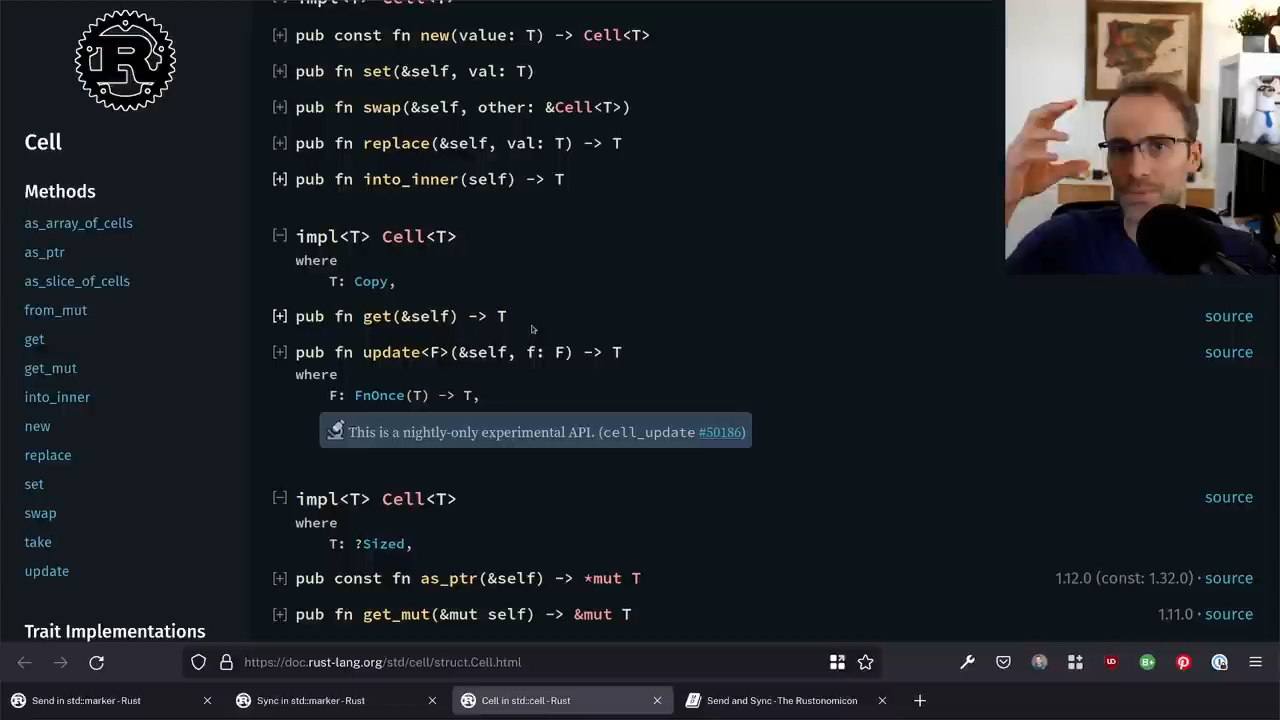 impl<T> Cell<T>
[+] pub const fn new(value: T) -> Cell<T>
[+] pub fn set(&self, val: T)
[+] pub fn swap(&self, other: &Cell<T>)
[+] pub fn replace(&self, val: T) -> T
[+] pub fn into_inner(self) -> T
[−] impl<T> Cell<T>
where
T: Copy,
[+] pub fn get(&self) -> T
source
[+] pub fn update<F>(&self, f: F) -> T
source
where
F: FnOnce(T) -> T,
This is a nightly-only experimental API. (cell_update #50186)
[−] impl<T> Cell<T>
source
where
T: ?Sized,
[+] pub const fn as_ptr(&self) -> *mut T
1.12.0 (const: 1.32.0) · source
[+] pub fn get_mut(&mut self) -> &mut T
1.11.0 · source
R
Cell
Methods
as_array_of_cells
as_ptr
as_slice_of_cells
from_mut
get
get_mut
into_inner
new
replace
set
swap
take
update
Trait Implementations
https://doc.rust-lang.org/std/cell/struct.Cell.html
Send in std::marker - Rust
Sync in std::marker - Rust
Cell in std::cell - Rust
Send and Sync - The Rustonomicon